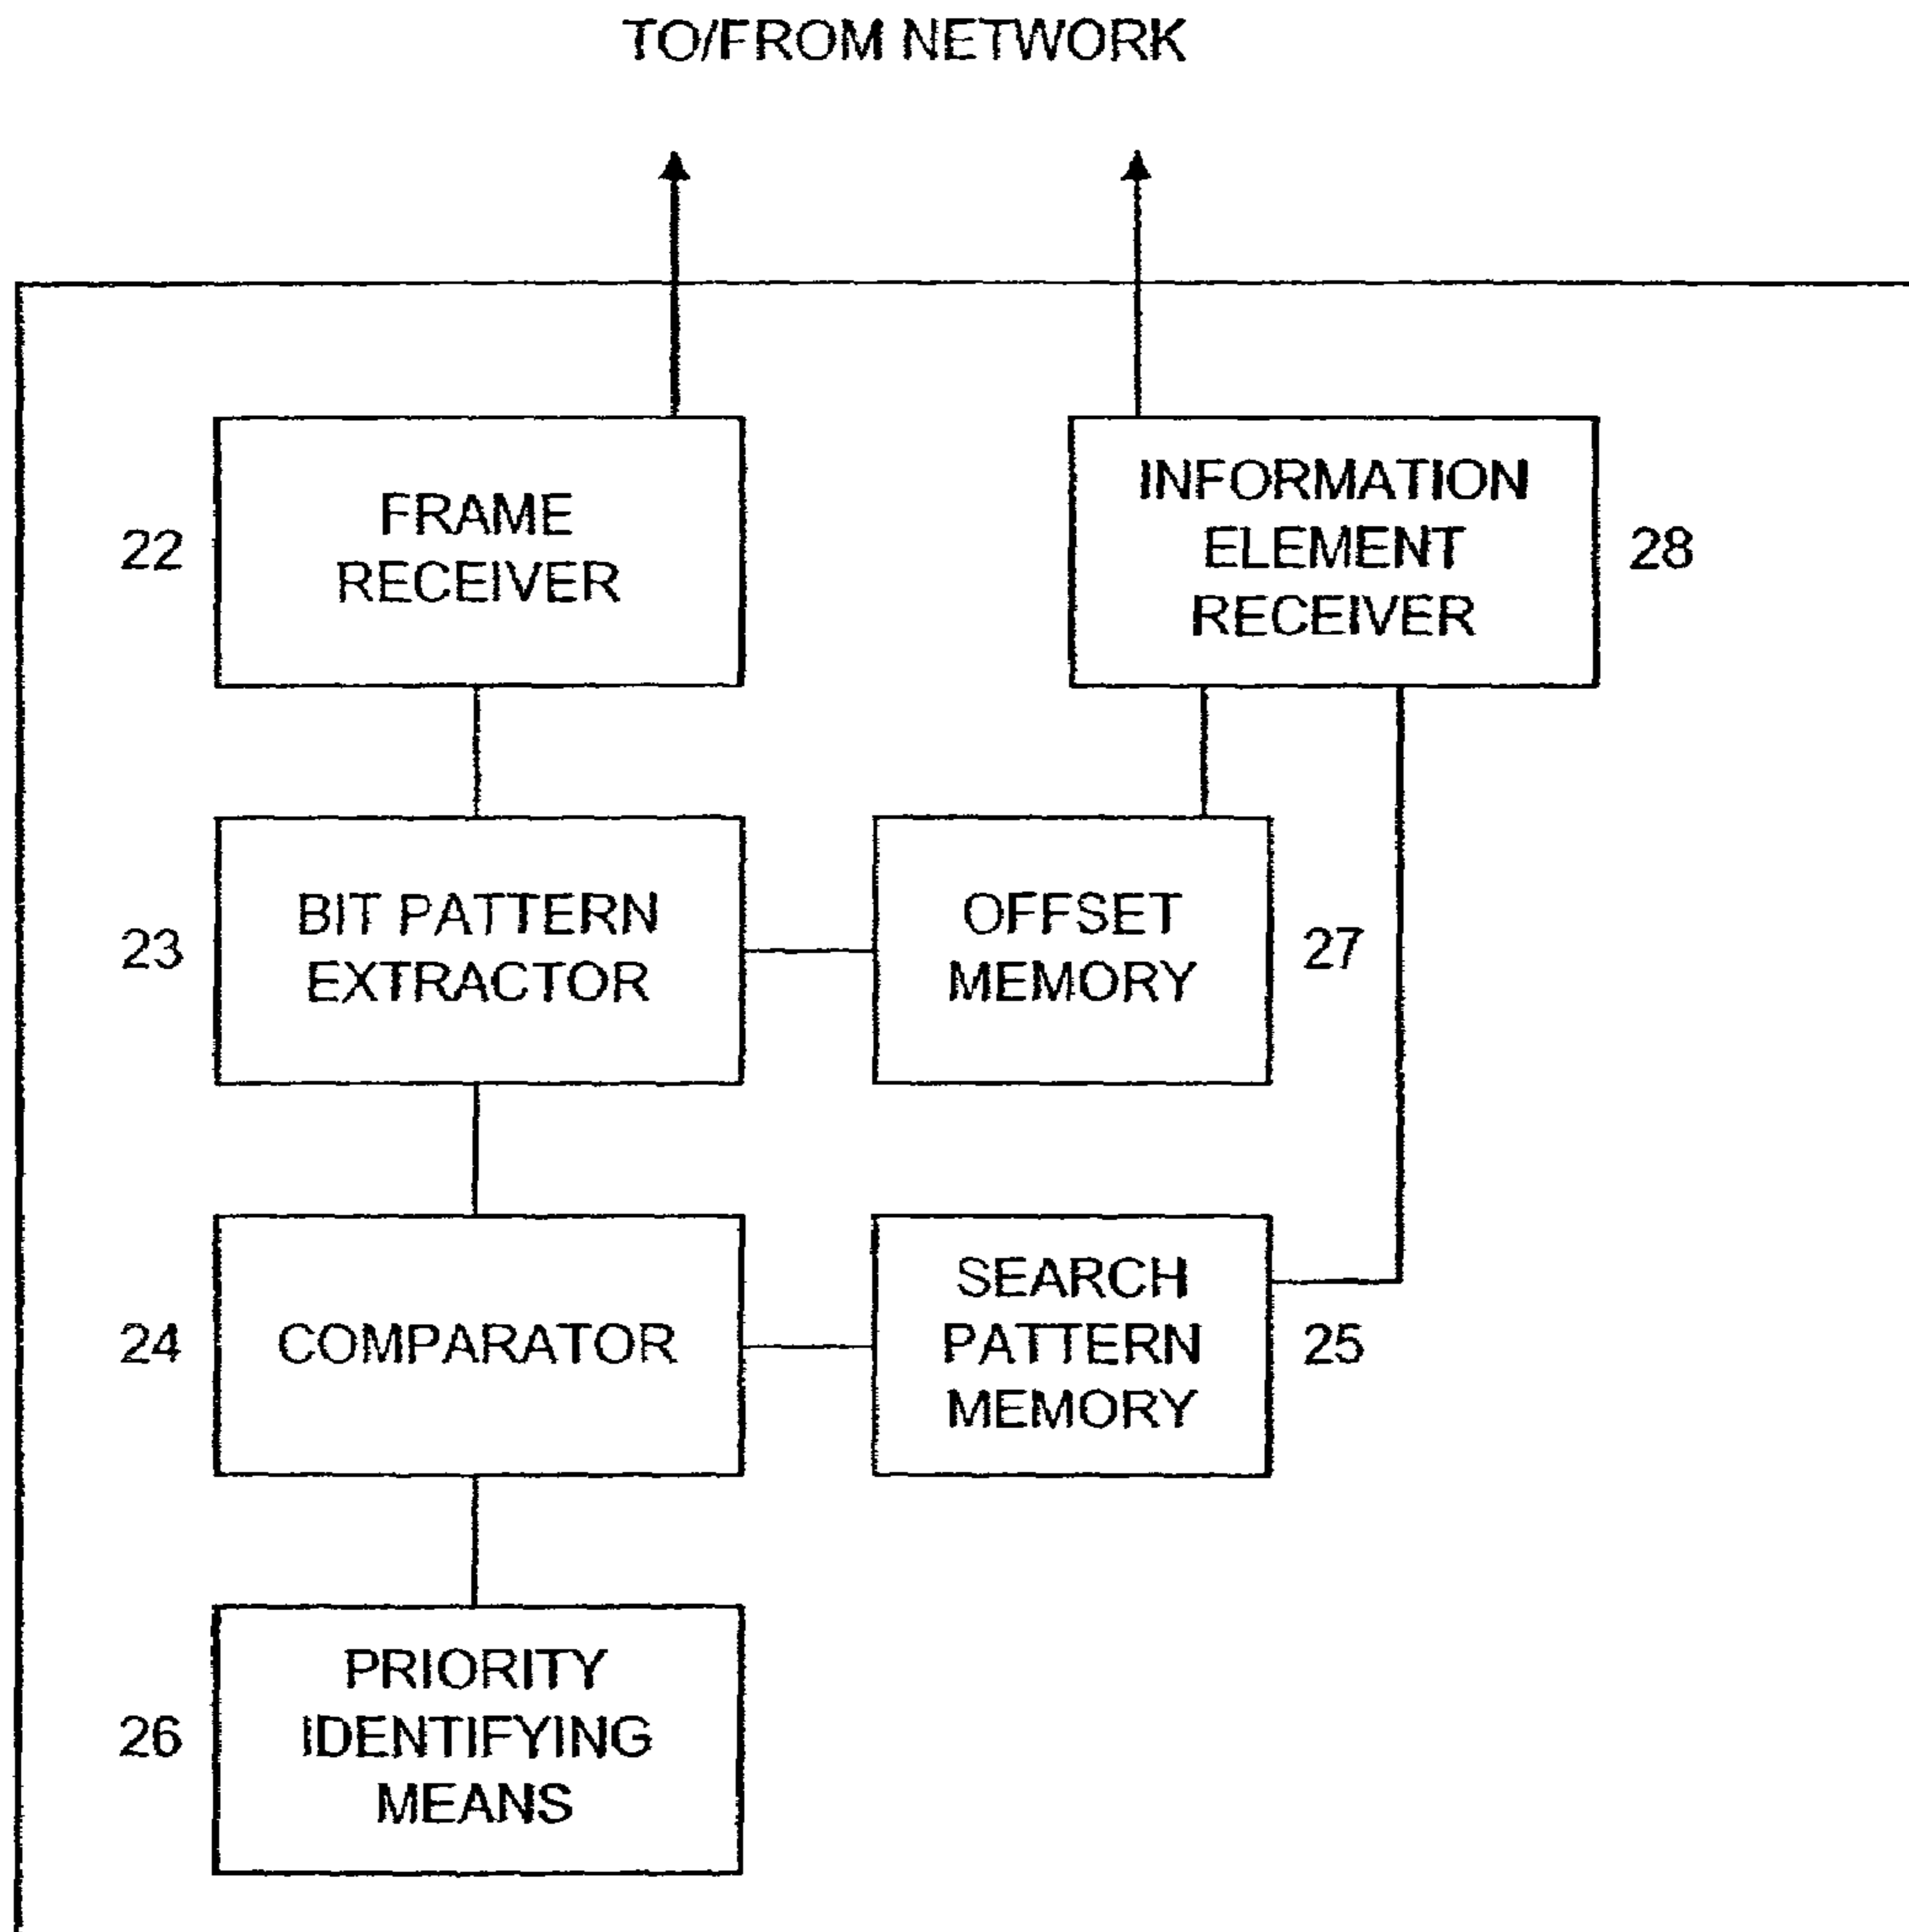 TO/FROM NETWORK
22
FRAME
RECEIVER
INFORMATION
ELEMENT
RECEIVER
28
23
BIT PATTERN
EXTRACTOR
OFFSET
MEMORY
27
24
COMPARATOR
SEARCH
PATTERN
MEMORY
25
26
PRIORITY
IDENTIFYING
MEANS